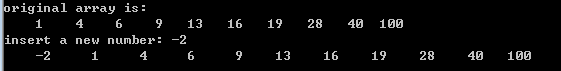 original array is:
1 4 6 9 13 16 19 28 40 100
insert a new number: -2
-2 1 4 6 9 13 16 19 28 40 100